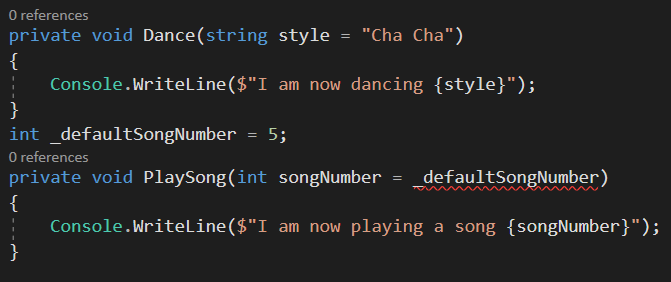 0 references
private void Dance(string style = "Cha Cha")
{
    Console.WriteLine($"I am now dancing {style}");
}
int _defaultSongNumber = 5;
0 references
private void PlaySong(int songNumber = _defaultSongNumber)
{
    Console.WriteLine($"I am now playing a song {songNumber}");
}